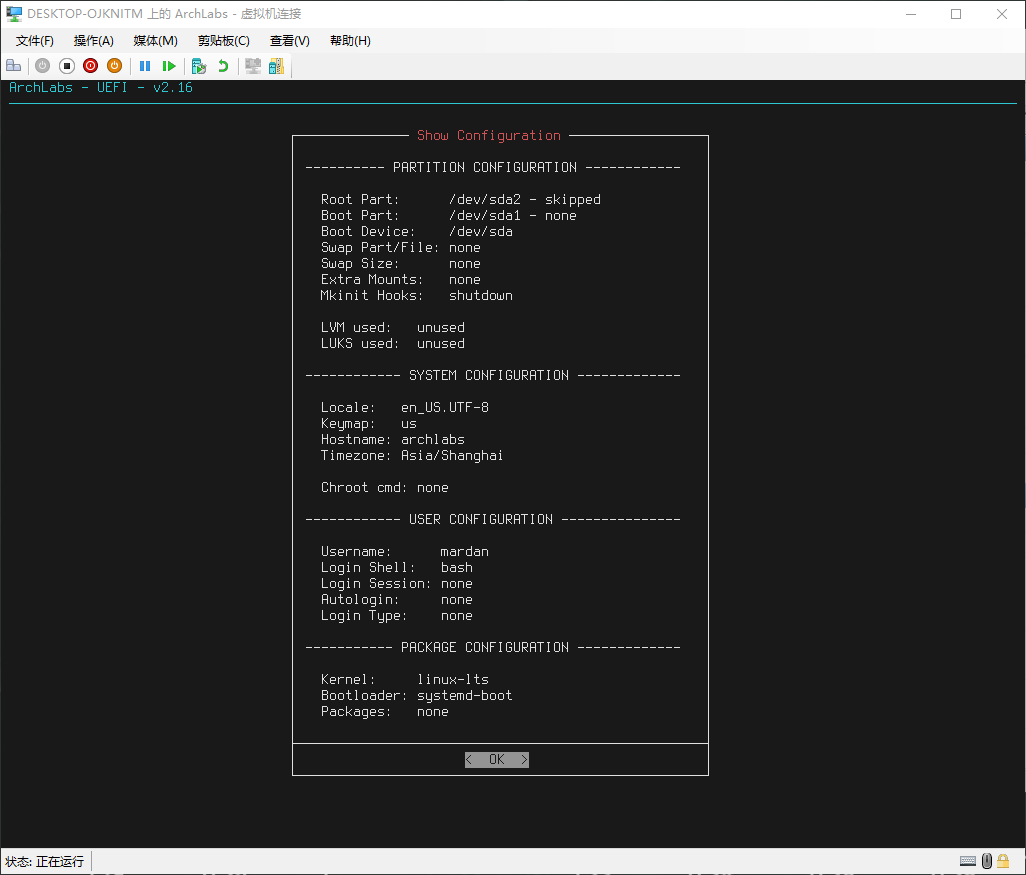 DESKTOP-OJKNITM 上的 ArchLabs - 虚拟机连接
文件(F) 操作(A) 媒体(M) 剪贴板(C) 查看(V) 帮助(H)
ArchLabs - UEFI - v2.16
Show Configuration
---------- PARTITION CONFIGURATION ------------
Root Part: /dev/sda2 - skipped
Boot Part: /dev/sda1 - none
Boot Device: /dev/sda
Swap Part/File: none
Swap Size: none
Extra Mounts: none
Mkinit Hooks: shutdown
LVM used: unused
LUKS used: unused
------------ SYSTEM CONFIGURATION -------------
Locale: en_US.UTF-8
Keymap: us
Hostname: archlabs
Timezone: Asia/Shanghai
Chroot cmd: none
------------ USER CONFIGURATION ---------------
Username: mardan
Login Shell: bash
Login Session: none
Autologin: none
Login Type: none
----------- PACKAGE CONFIGURATION -------------
Kernel: linux-lts
Bootloader: systemd-boot
Packages: none
< OK >
状态: 正在运行